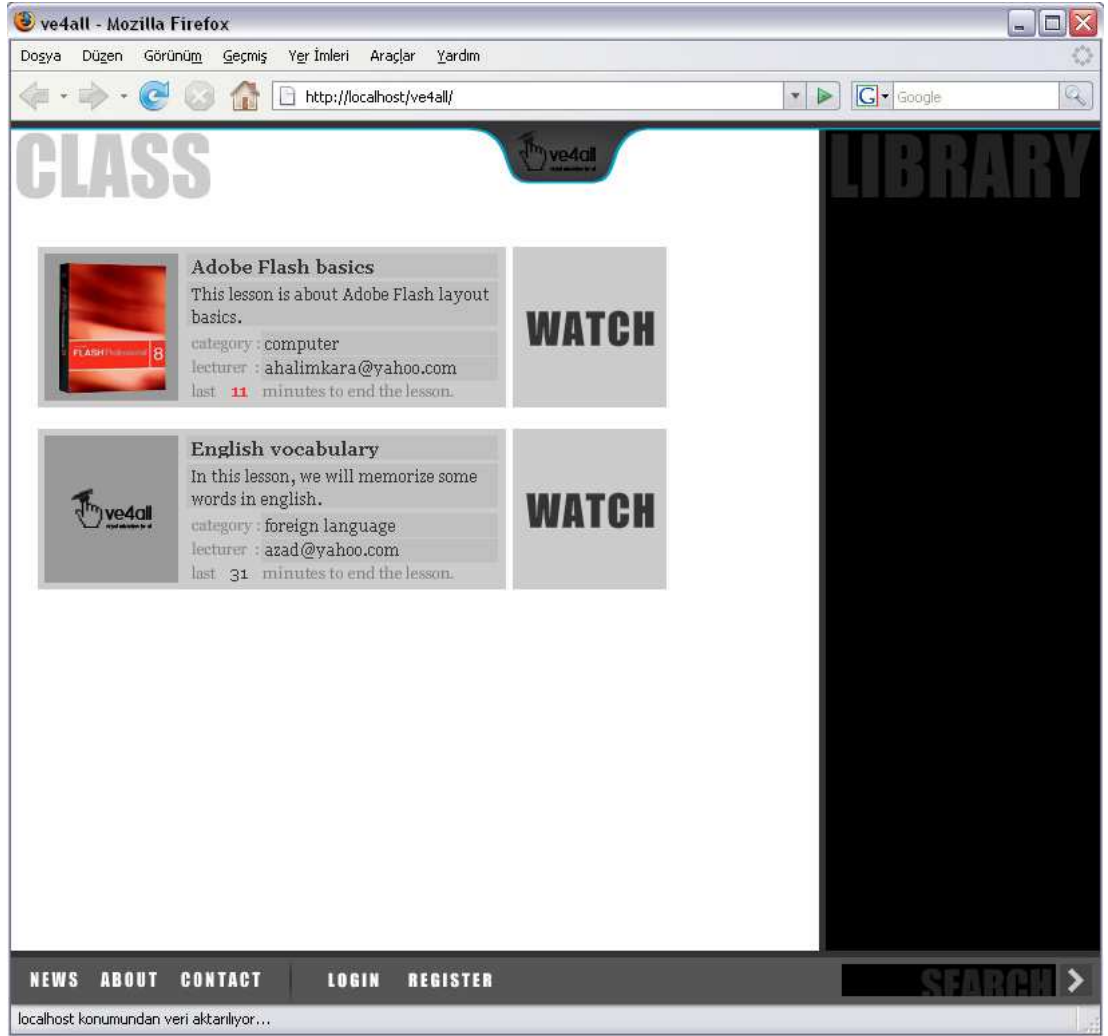 ve4all - Mozilla Firefox
Dosya Düzen Görünüm Geçmiş Yer İmleri Araçlar Yardım
http://localhost/ve4all/
G Google
CLASS
ve4all
LIBRARY
Adobe Flash basics
This lesson is about Adobe Flash layout
basics.
category : computer
lecturer : ahalimkara@yahoo.com
last 11 minutes to end the lesson.
FLASH Professional 8
WATCH
English vocabulary
In this lesson, we will memorize some
words in english.
category : foreign language
lecturer : azad@yahoo.com
last 31 minutes to end the lesson.
ve4all
WATCH
NEWS ABOUT CONTACT LOGIN REGISTER
SEARCH
localhost konumundan veri aktarılıyor...